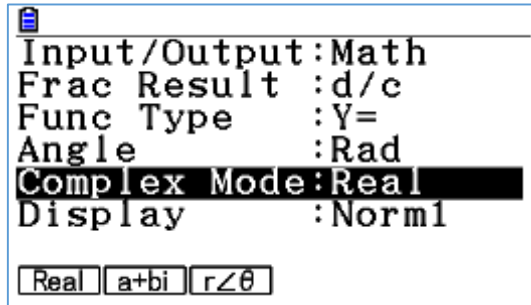 Input/Output:Math
Frac Result :d/c
Func Type :Y=
Angle :Rad
Complex Mode:Real
Display :Norm1
Real a+bi r∠θ